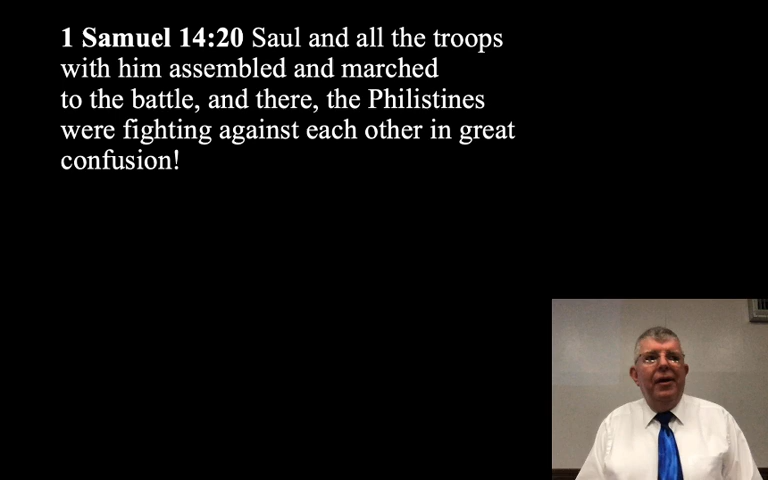 1 Samuel 14:20 Saul and all the troops
with him assembled and marched
to the battle, and there, the Philistines
were fighting against each other in great
confusion!